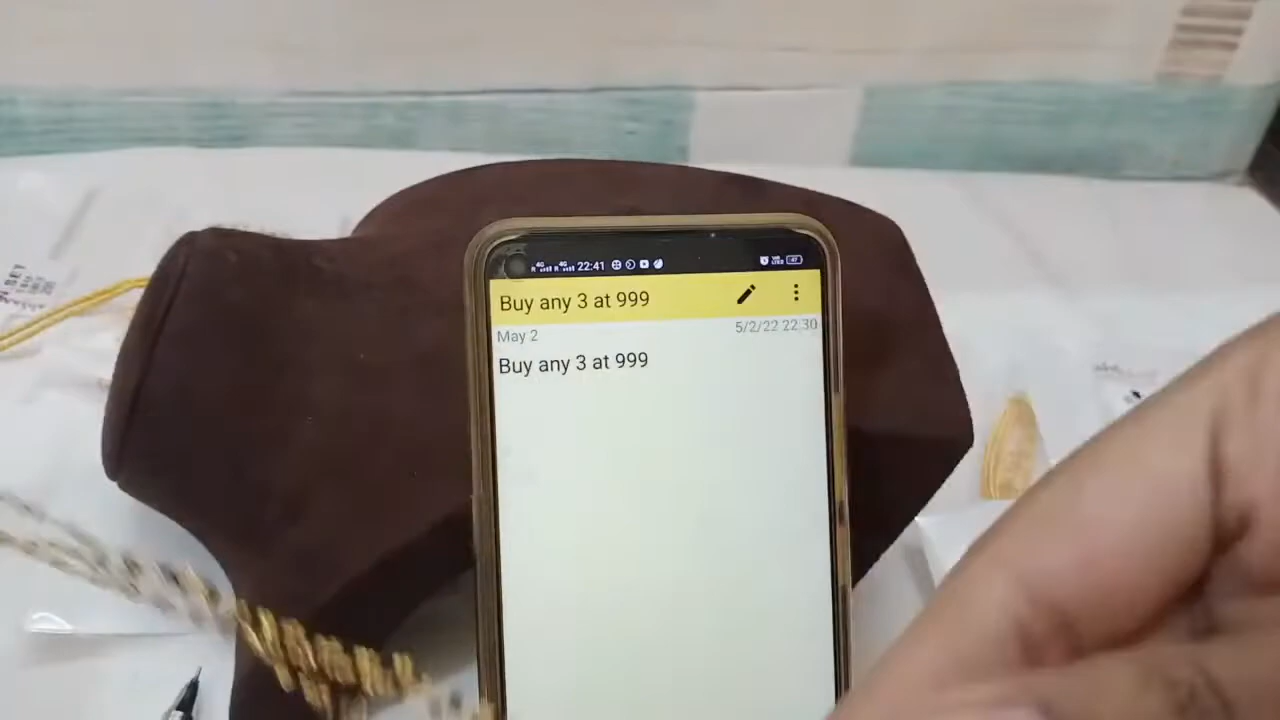 22:41
47
Buy any 3 at 999
May 2
5/2/22 22:30
Buy any 3 at 999